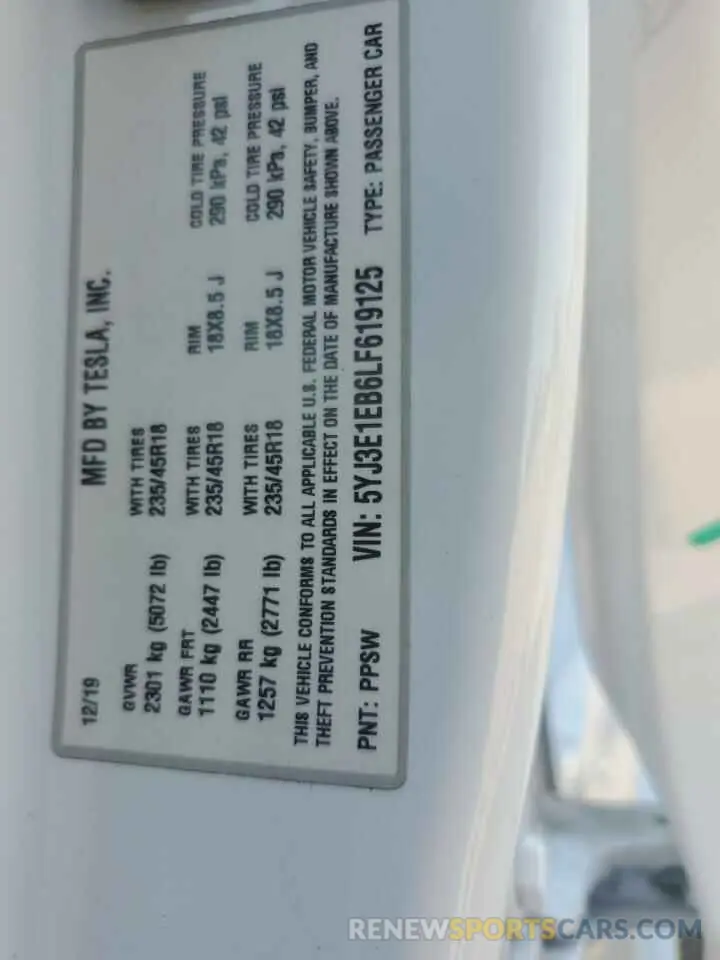 12/19 MFD BY TESLA, INC.
GVWR WITH TIRES
2301 kg (5072 lb) 235/45R18
GAWR FRT WITH TIRES RIM COLD TIRE PRESSURE
1110 kg (2447 lb) 235/45R18 18X8.5 J 290 kPa, 42 psi
GAWR RR WITH TIRES RIM COLD TIRE PRESSURE
1257 kg (2771 lb) 235/45R18 18X8.5 J 290 kPa, 42 psi
THIS VEHICLE CONFORMS TO ALL APPLICABLE U.S. FEDERAL MOTOR VEHICLE SAFETY, BUMPER, AND
THEFT PREVENTION STANDARDS IN EFFECT ON THE DATE OF MANUFACTURE SHOWN ABOVE.
PNT: PPSW VIN: 5YJ3E1EB6LF619125 TYPE: PASSENGER CAR
RENEWSPORTSCARS.COM